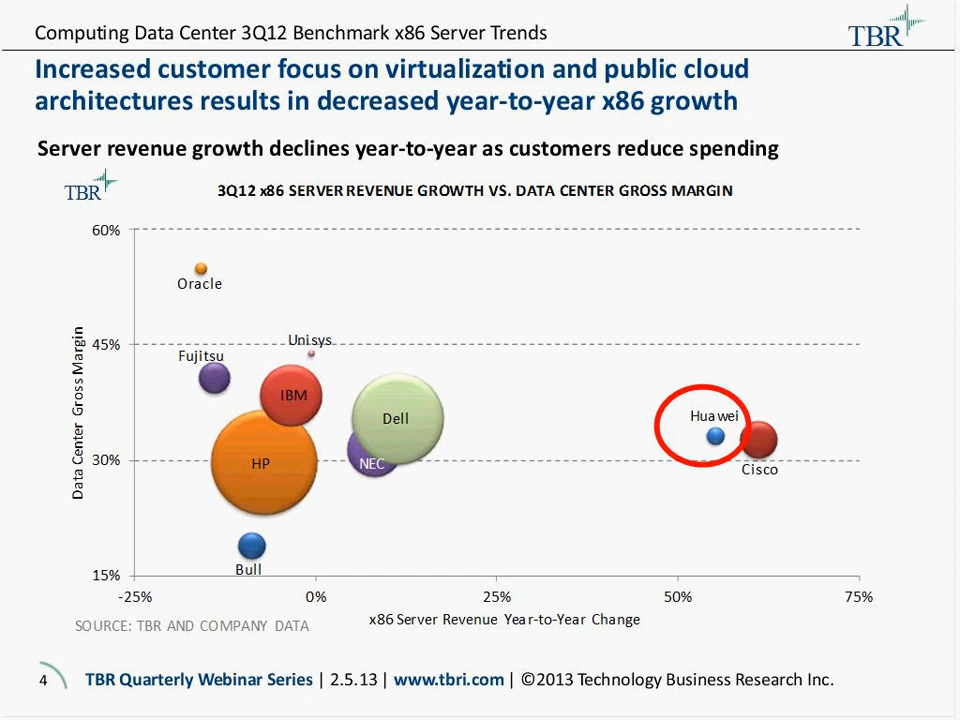 Computing Data Center 3Q12 Benchmark x86 Server Trends
TBR
Increased customer focus on virtualization and public cloud
architectures results in decreased year-to-year x86 growth
Server revenue growth declines year-to-year as customers reduce spending
TBR
3Q12 x86 SERVER REVENUE GROWTH VS. DATA CENTER GROSS MARGIN
60%
Oracle
Unisys
45%
Fujitsu
IBM
Dell
Huawei
Data Center Gross Margin
30%
HP
NEC
Cisco
Bull
15%
-25%
0%
25%
50%
75%
x86 Server Revenue Year-to-Year Change
SOURCE: TBR AND COMPANY DATA
4
TBR Quarterly Webinar Series | 2.5.13 | www.tbri.com | ©2013 Technology Business Research Inc.